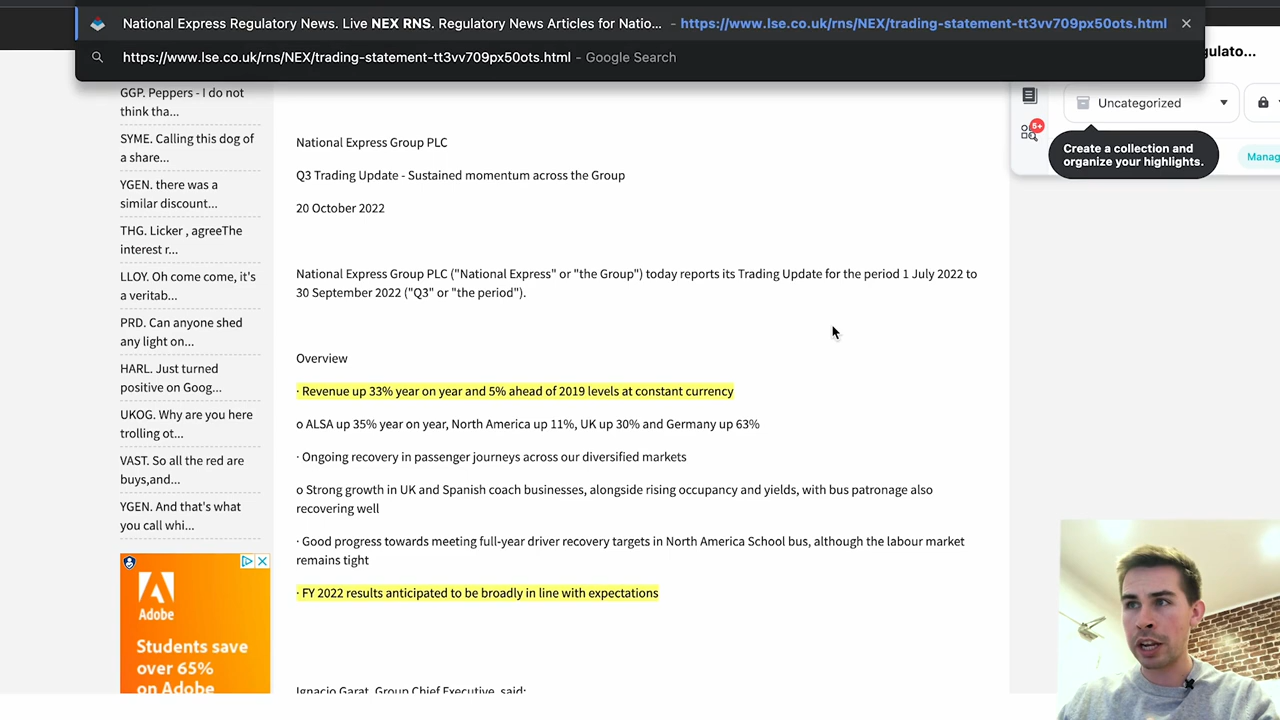 National Express Regulatory News. Live NEX RNS. Regulatory News Articles for Natio... – https://www.lse.co.uk/rns/NEX/trading-statement-tt3vv709px50ots.html
https://www.lse.co.uk/rns/NEX/trading-statement-tt3vv709px50ots.html – Google Search
gulato...
Uncategorized
5+
Create a collection and
organize your highlights.
Manag
GGP. Peppers - I do not
think tha...
SYME. Calling this dog of
a share...
YGEN. there was a
similar discount...
THG. Licker , agreeThe
interest r...
LLOY. Oh come come, it's
a veritab...
PRD. Can anyone shed
any light on...
HARL. Just turned
positive on Goog...
UKOG. Why are you here
trolling ot...
VAST. So all the red are
buys,and...
YGEN. And that's what
you call whi...
Adobe
Students save
over 65%
on Adobe
National Express Group PLC
Q3 Trading Update - Sustained momentum across the Group
20 October 2022
National Express Group PLC ("National Express" or "the Group") today reports its Trading Update for the period 1 July 2022 to
30 September 2022 ("Q3" or "the period").
Overview
· Revenue up 33% year on year and 5% ahead of 2019 levels at constant currency
o ALSA up 35% year on year, North America up 11%, UK up 30% and Germany up 63%
· Ongoing recovery in passenger journeys across our diversified markets
o Strong growth in UK and Spanish coach businesses, alongside rising occupancy and yields, with bus patronage also
recovering well
· Good progress towards meeting full-year driver recovery targets in North America School bus, although the labour market
remains tight
· FY 2022 results anticipated to be broadly in line with expectations
Ignacio Garat, Group Chief Executive, said: